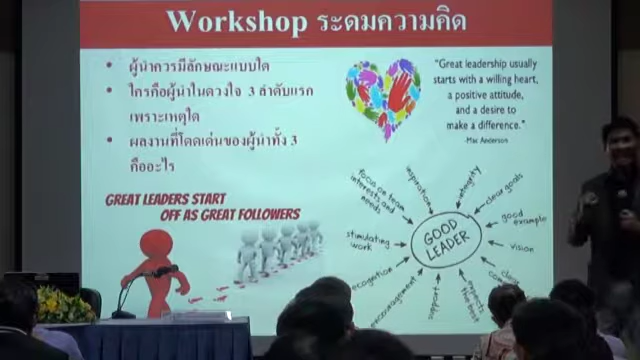 Workshop ระดมความคิด
• ผู้นำควรมีลักษณะแบบใด
• ใครคือผู้นำในดวงใจ 3 ลำดับแรก
เพราะเหตุใด
• ผลงานที่โดดเด่นของผู้นำทั้ง 3
คืออะไร
"Great leadership usually
starts with a willing heart,
a positive attitude,
and a desire to
make a difference."
-Mac Anderson
GREAT LEADERS START
OFF AS GREAT FOLLOWERS
GOOD
LEADER
focus on team
interests and
needs
inspiration
integrity
clear goals
good
example
vision
expects
the best
support
encouragement
recognition
stimulating
work